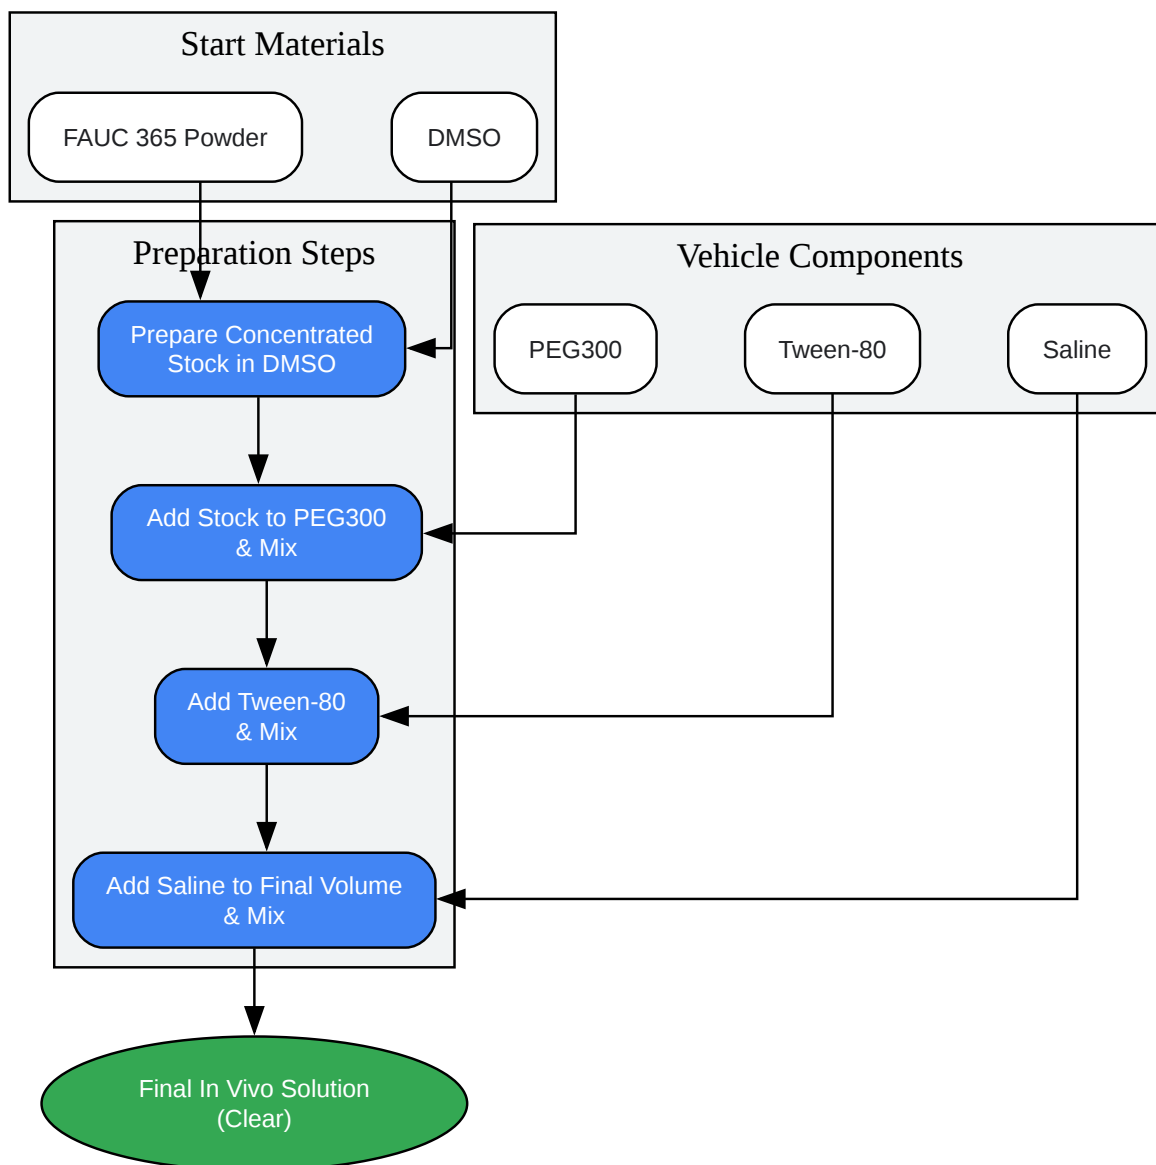 Start Materials
FAUC 365 Powder
DMSO
Preparation Steps
Vehicle Components
Prepare Concentrated
Stock in DMSO
PEG300
Tween-80
Saline
Add Stock to PEG300
& Mix
Add Tween-80
& Mix
Add Saline to Final Volume
& Mix
Final In Vivo Solution
(Clear)